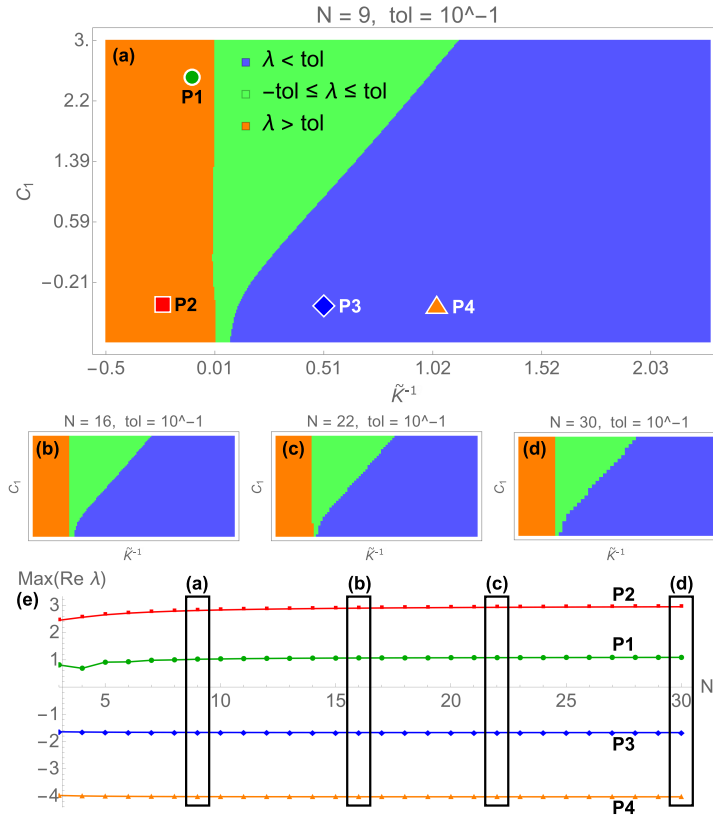 N = 9, tol = 10^−1
(a)
P1
λ < tol
−tol ≤ λ ≤ tol
λ > tol
P2
P3
P4
C₁
3.
2.2
1.39
0.59
−0.21
−0.5
0.01
0.51
1.02
1.52
2.03
K̃⁻¹
N = 16, tol = 10^−1
(b)
C₁
K̃⁻¹
N = 22, tol = 10^−1
(c)
C₁
K̃⁻¹
N = 30, tol = 10^−1
(d)
C₁
K̃⁻¹
Max(Re λ)
(e)
(a)
(b)
(c)
(d)
3
2
1
−1
−2
−3
−4
5
10
15
20
25
30
N
P2
P1
P3
P4